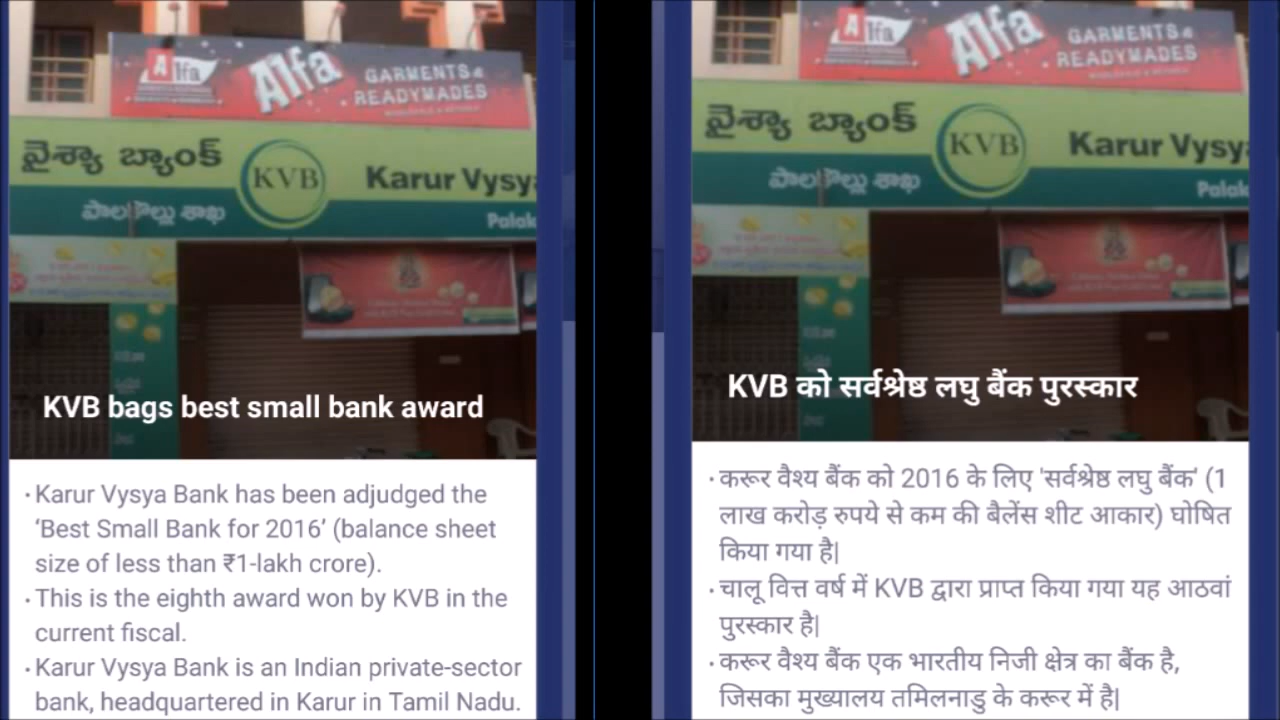 Alfa
Alfa
GARMENTS &
READYMADES
వైశ్యా బ్యాంక్
KVB
Karur Vysya
పాలకొల్లు శాఖ
Palak
KVB bags best small bank award
· Karur Vysya Bank has been adjudged the
‘Best Small Bank for 2016’ (balance sheet
size of less than ₹1-lakh crore).
· This is the eighth award won by KVB in the
current fiscal.
· Karur Vysya Bank is an Indian private-sector
bank, headquartered in Karur in Tamil Nadu.
Alfa
Alfa
GARMENTS &
READYMADES
వైశ్యా బ్యాంక్
KVB
Karur Vysy
పాలకొల్లు శాఖ
Palak
KVB को सर्वश्रेष्ठ लघु बैंक पुरस्कार
· करूर वैश्य बैंक को 2016 के लिए 'सर्वश्रेष्ठ लघु बैंक' (1
लाख करोड़ रुपये से कम की बैलेंस शीट आकार) घोषित
किया गया है|
· चालू वित्त वर्ष में KVB द्वारा प्राप्त किया गया यह आठवां
पुरस्कार है|
· करूर वैश्य बैंक एक भारतीय निजी क्षेत्र का बैंक है,
जिसका मुख्यालय तमिलनाडु के करूर में है|